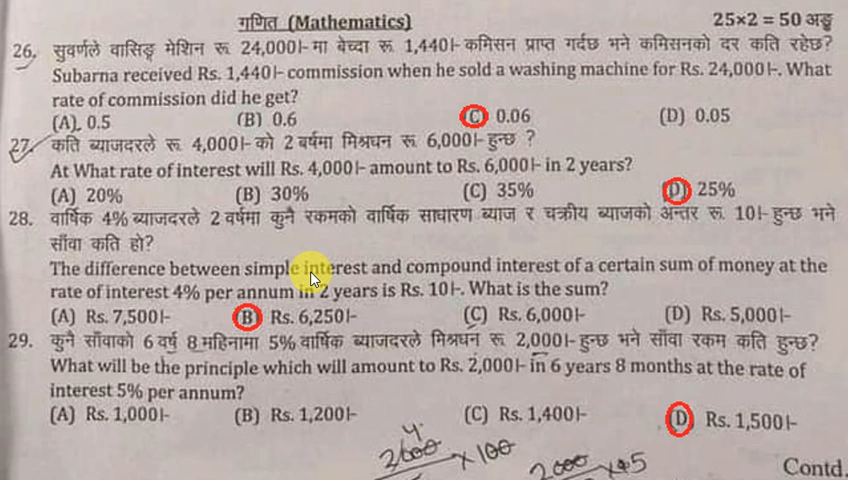 गणित (Mathematics) 25×2 = 50 अङ्क
26. सुवर्णले वासिङ्ग मेशिन रू. 24,000।- मा बेच्दा रू. 1,440।- कमिसन प्राप्त गर्दछ भने कमिसनको दर कति रहेछ?
Subarna received Rs. 1,440।- commission when he sold a washing machine for Rs. 24,000।-. What
rate of commission did he get?
(A) 0.5 (B) 0.6 (C) 0.06 (D) 0.05
27. कति ब्याजदरले रू. 4,000।- को 2 बर्षमा मिश्रधन रू. 6,000।- हुन्छ ?
At What rate of interest will Rs. 4,000।- amount to Rs. 6,000।- in 2 years?
(A) 20% (B) 30% (C) 35% (D) 25%
28. वार्षिक 4% ब्याजदरले 2 वर्षमा कुनै रकमको वार्षिक साधारण ब्याज र चक्रीय ब्याजको अन्तर रू. 10।- हुन्छ भने
साँवा कति हो?
The difference between simple interest and compound interest of a certain sum of money at the
rate of interest 4% per annum in 2 years is Rs. 10।-. What is the sum?
(A) Rs. 7,500।- (B) Rs. 6,250।- (C) Rs. 6,000।- (D) Rs. 5,000।-
29. कुनै साँवाको 6 वर्ष 8 महिनामा 5% वार्षिक ब्याजदरले मिश्रधन रू 2,000।- हुन्छ भने साँवा रकम कति हुन्छ?
What will be the principle which will amount to Rs. 2,000।- in 6 years 8 months at the rate of
interest 5% per annum?
(A) Rs. 1,000।- (B) Rs. 1,200।- (C) Rs. 1,400।- (D) Rs. 1,500।-
4
× 100
2000
Contd.